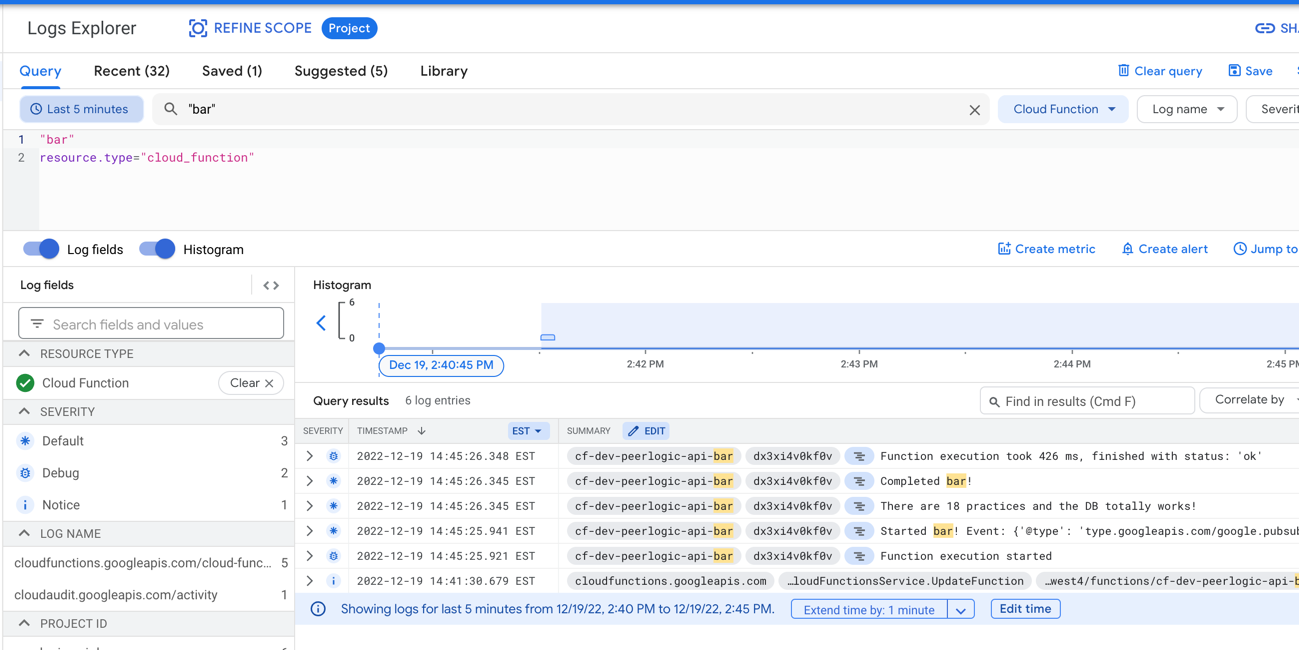 Logs Explorer REFINE SCOPE Project
Query Recent (32) Saved (1) Suggested (5) Library Clear query Save
Last 5 minutes "bar" Cloud Function Log name
1 "bar"
2 resource.type="cloud_function"
Log fields Histogram Create metric Create alert Jump to
Log fields
Search fields and values
RESOURCE TYPE
Cloud Function Clear
SEVERITY
Default 3
Debug 2
Notice 1
LOG NAME
cloudfunctions.googleapis.com/cloud-func... 5
cloudaudit.googleapis.com/activity 1
PROJECT ID
Histogram
6
0
Dec 19, 2:40:45 PM 2:42 PM 2:43 PM 2:44 PM 2:45 PM
Query results 6 log entries Find in results (Cmd F) Correlate by
SEVERITY TIMESTAMP EST SUMMARY EDIT
2022-12-19 14:45:26.348 EST cf-dev-peerlogic-api-bar dx3xi4v0kf0v Function execution took 426 ms, finished with status: 'ok'
2022-12-19 14:45:26.345 EST cf-dev-peerlogic-api-bar dx3xi4v0kf0v Completed bar!
2022-12-19 14:45:26.345 EST cf-dev-peerlogic-api-bar dx3xi4v0kf0v There are 18 practices and the DB totally works!
2022-12-19 14:45:25.941 EST cf-dev-peerlogic-api-bar dx3xi4v0kf0v Started bar! Event: {'@type': 'type.googleapis.com/google.pubsu
2022-12-19 14:45:25.921 EST cf-dev-peerlogic-api-bar dx3xi4v0kf0v Function execution started
2022-12-19 14:41:30.679 EST cloudfunctions.googleapis.com …loudFunctionsService.UpdateFunction …west4/functions/cf-dev-peerlogic-api-b
Showing logs for last 5 minutes from 12/19/22, 2:40 PM to 12/19/22, 2:45 PM. Extend time by: 1 minute Edit time